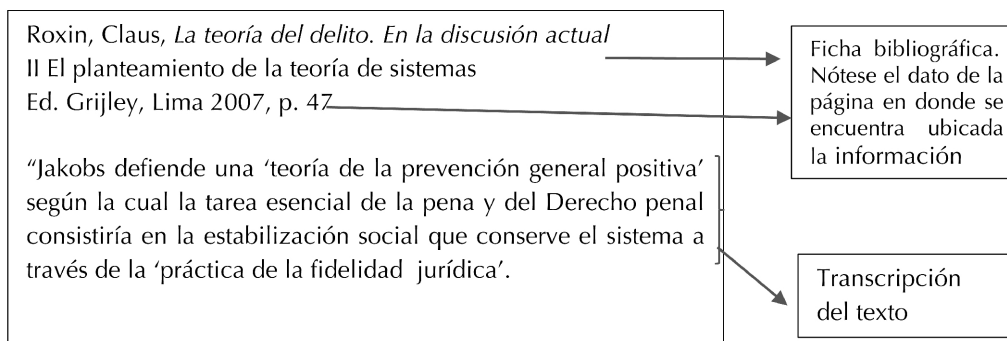 Roxin, Claus, La teoría del delito. En la discusión actual
II El planteamiento de la teoría de sistemas
Ed. Grijley, Lima 2007, p. 47
“Jakobs defiende una ‘teoría de la prevención general positiva’
según la cual la tarea esencial de la pena y del Derecho penal
consistiría en la estabilización social que conserve el sistema a
través de la ‘práctica de la fidelidad jurídica’.
Ficha bibliográfica.
Nótese el dato de la
página en donde se
encuentra ubicada
la información
Transcripción
del texto